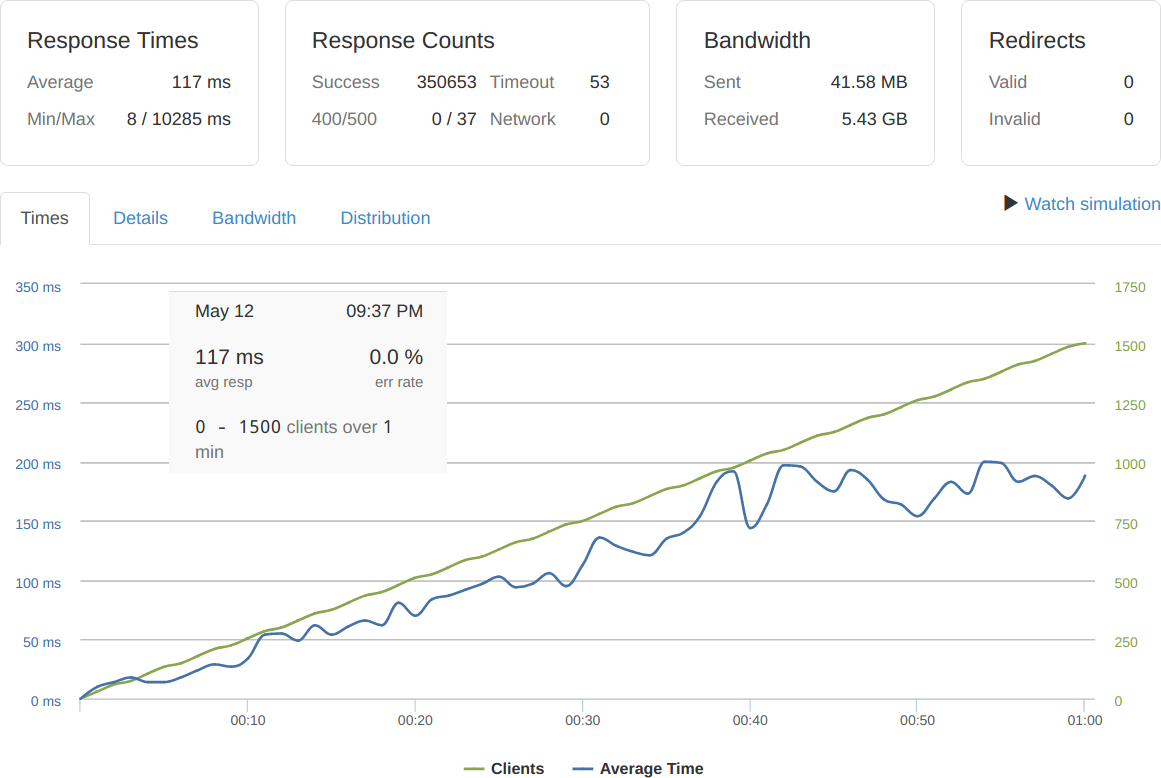 Response Times
Average 117 ms
Min/Max 8 / 10285 ms
Response Counts
Success 350653 Timeout 53
400/500 0 / 37 Network 0
Bandwidth
Sent 41.58 MB
Received 5.43 GB
Redirects
Valid 0
Invalid 0
Times Details Bandwidth Distribution
Watch simulation
350 ms
300 ms
250 ms
200 ms
150 ms
100 ms
50 ms
0 ms
May 12 09:37 PM
117 ms 0.0 %
avg resp err rate
0 - 1500 clients over 1
min
1750
1500
1250
1000
750
500
250
0
00:10 00:20 00:30 00:40 00:50 01:00
Clients Average Time